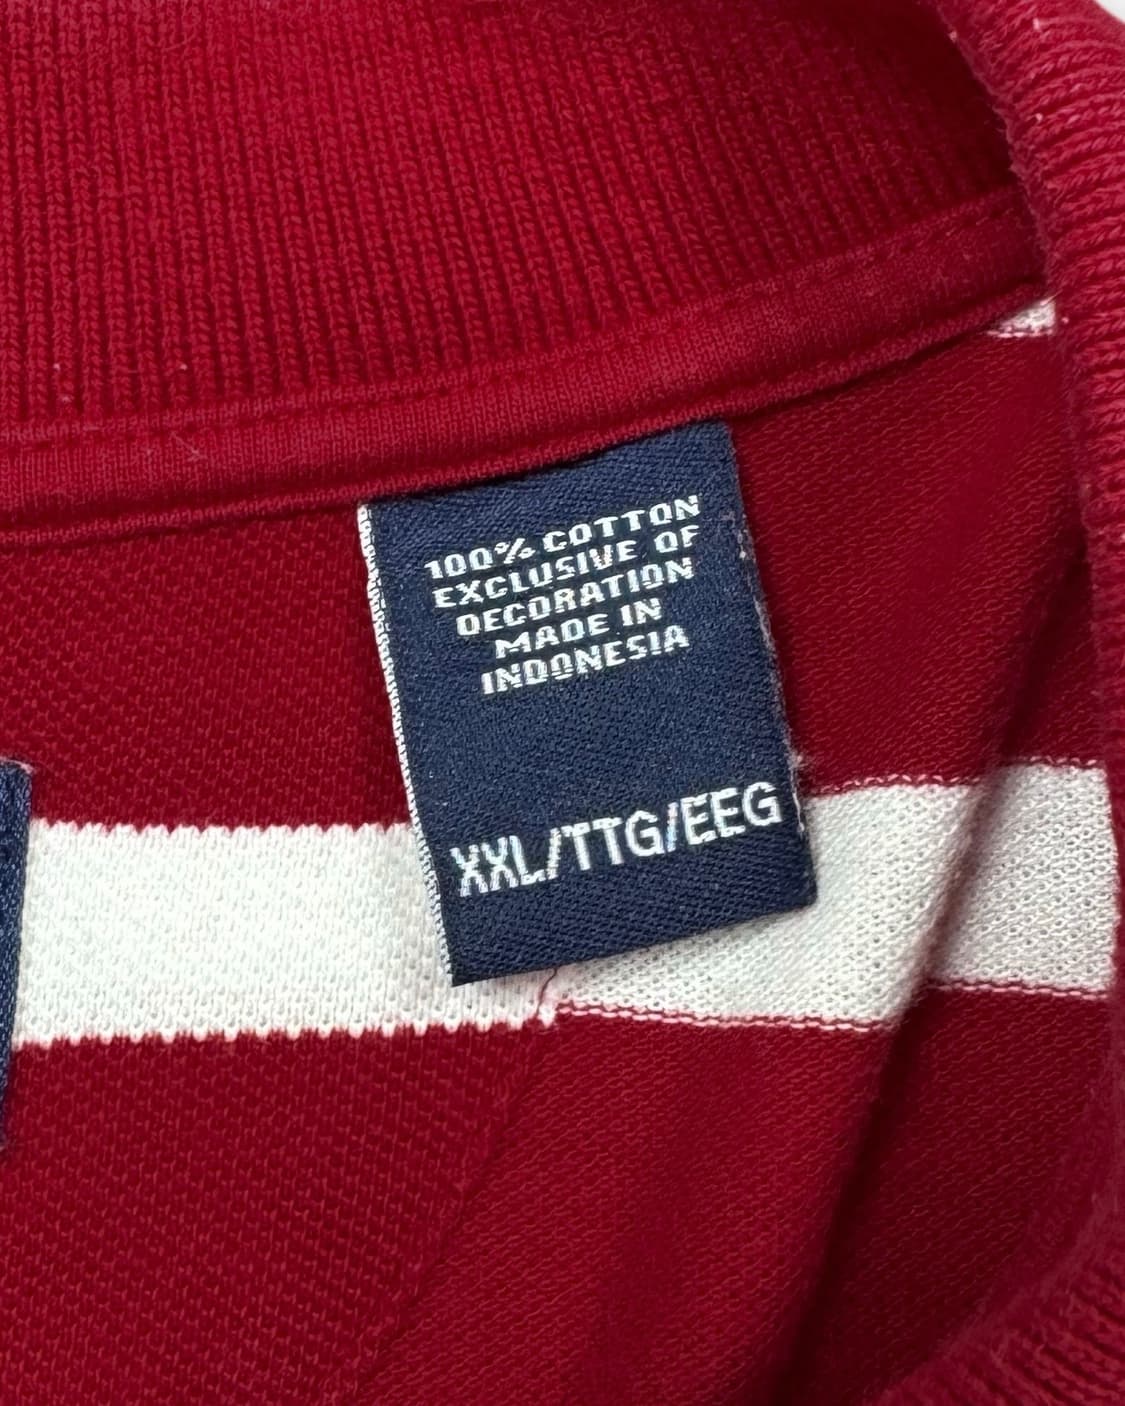 100% COTTON
EXCLUSIVE OF
DECORATION
MADE IN
INDONESIA
XXL/TTG/EEG